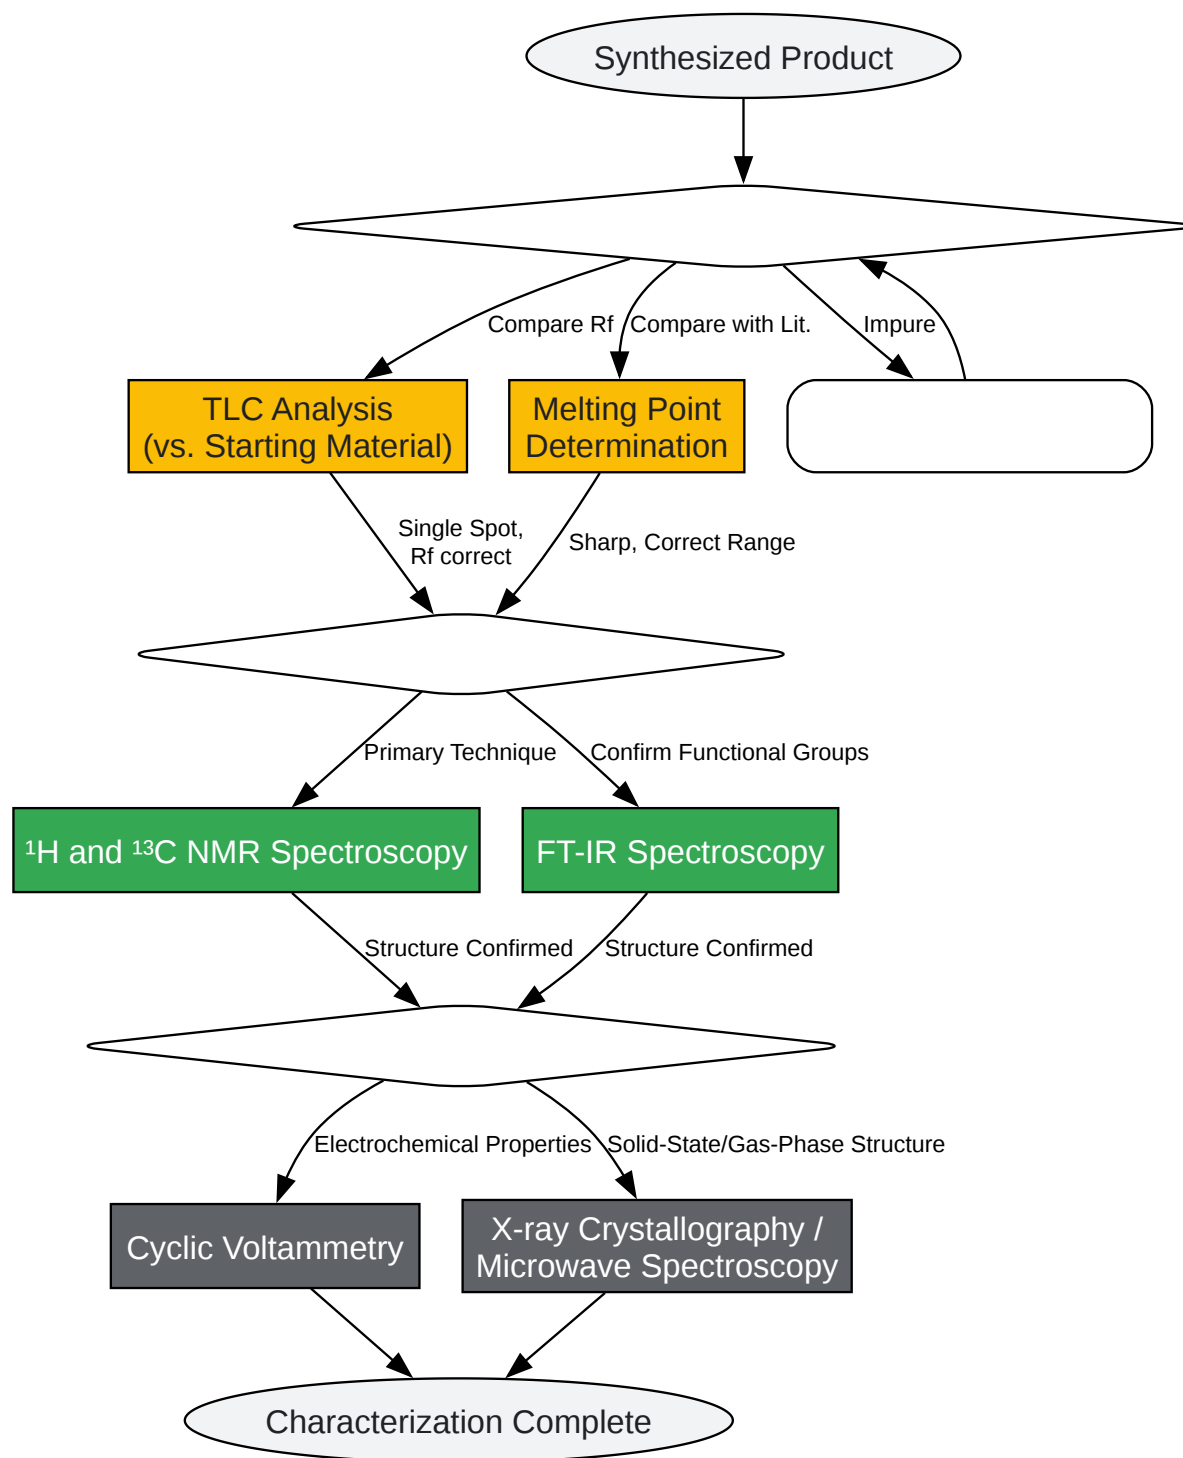 Synthesized Product
Compare Rf
Compare with Lit.
Impure
TLC Analysis
(vs. Starting Material)
Melting Point
Determination
Single Spot,
Rf correct
Sharp, Correct Range
Primary Technique
Confirm Functional Groups
¹H and ¹³C NMR Spectroscopy
FT-IR Spectroscopy
Structure Confirmed
Structure Confirmed
Electrochemical Properties
Solid-State/Gas-Phase Structure
Cyclic Voltammetry
X-ray Crystallography /
Microwave Spectroscopy
Characterization Complete